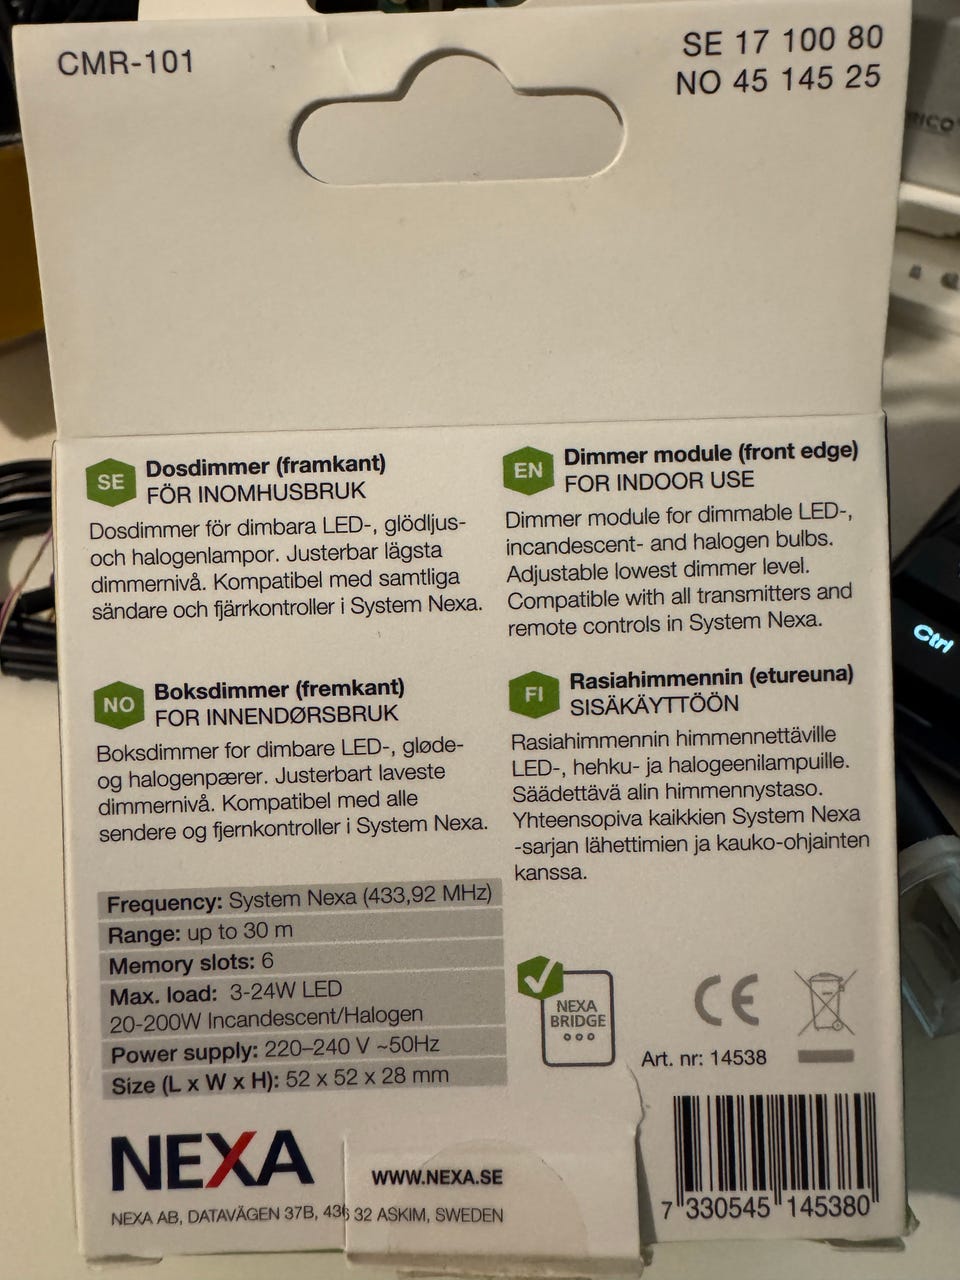 CMR-101
SE 17 100 80
NO 45 145 25
SE
Dosdimmer (framkant)
FÖR INOMHUSBRUK
Dosdimmer för dimbara LED-, glödljus-
och halogenlampor. Justerbar lägsta
dimmernivå. Kompatibel med samtliga
sändare och fjärrkontroller i System Nexa.
EN
Dimmer module (front edge)
FOR INDOOR USE
Dimmer module for dimmable LED-,
incandescent- and halogen bulbs.
Adjustable lowest dimmer level.
Compatible with all transmitters and
remote controls in System Nexa.
NO
Boksdimmer (fremkant)
FOR INNENDØRSBRUK
Boksdimmer for dimbare LED-, gløde-
og halogenpærer. Justerbart laveste
dimmernivå. Kompatibel med alle
sendere og fjernkontroller i System Nexa.
FI
Rasiahimmennin (etureuna)
SISÄKÄYTTÖÖN
Rasiahimmennin himmennettäville
LED-, hehku- ja halogeenilampuille.
Säädettävä alin himmennystaso.
Yhteensopiva kaikkien System Nexa
-sarjan lähettimien ja kauko-ohjainten
kanssa.
Frequency: System Nexa (433,92 MHz)
Range: up to 30 m
Memory slots: 6
Max. load: 3-24W LED
20-200W Incandescent/Halogen
Power supply: 220–240 V ~50Hz
Size (L x W x H): 52 x 52 x 28 mm
NEXA
BRIDGE
CE
Art. nr: 14538
NEXA
WWW.NEXA.SE
NEXA AB, DATAVÄGEN 37B, 436 32 ASKIM, SWEDEN
7 330545 145380
Ctrl